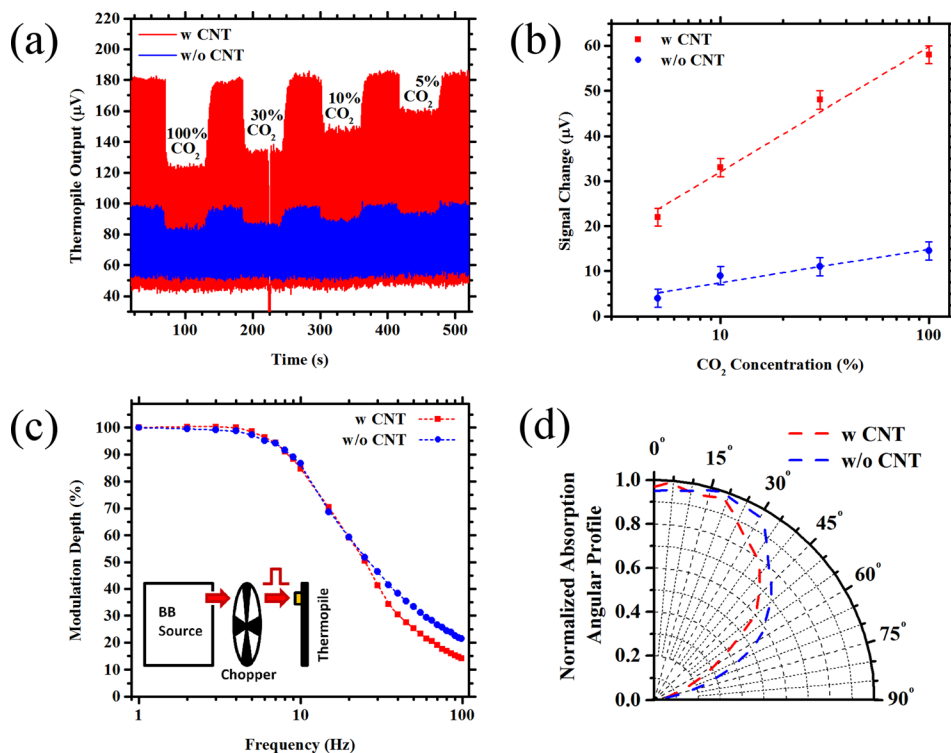 (a)
w CNT
w/o CNT
100%
CO2
30%
CO2
10%
CO2
5%
CO2
Thermopile Output (μV)
200
180
160
140
120
100
80
60
40
100
200
300
400
500
Time (s)
(b)
w CNT
w/o CNT
Signal Change (μV)
60
50
40
30
20
10
0
10
100
CO2 Concentration (%)
(c)
w CNT
w/o CNT
Modulation Depth (%)
100
90
80
70
60
50
40
30
20
10
0
BB
Source
Chopper
Thermopile
1
10
100
Frequency (Hz)
(d)
w CNT
w/o CNT
Normalized Absorption
Angular Profile
1.0
0.8
0.6
0.4
0.2
0.0
0°
15°
30°
45°
60°
75°
90°